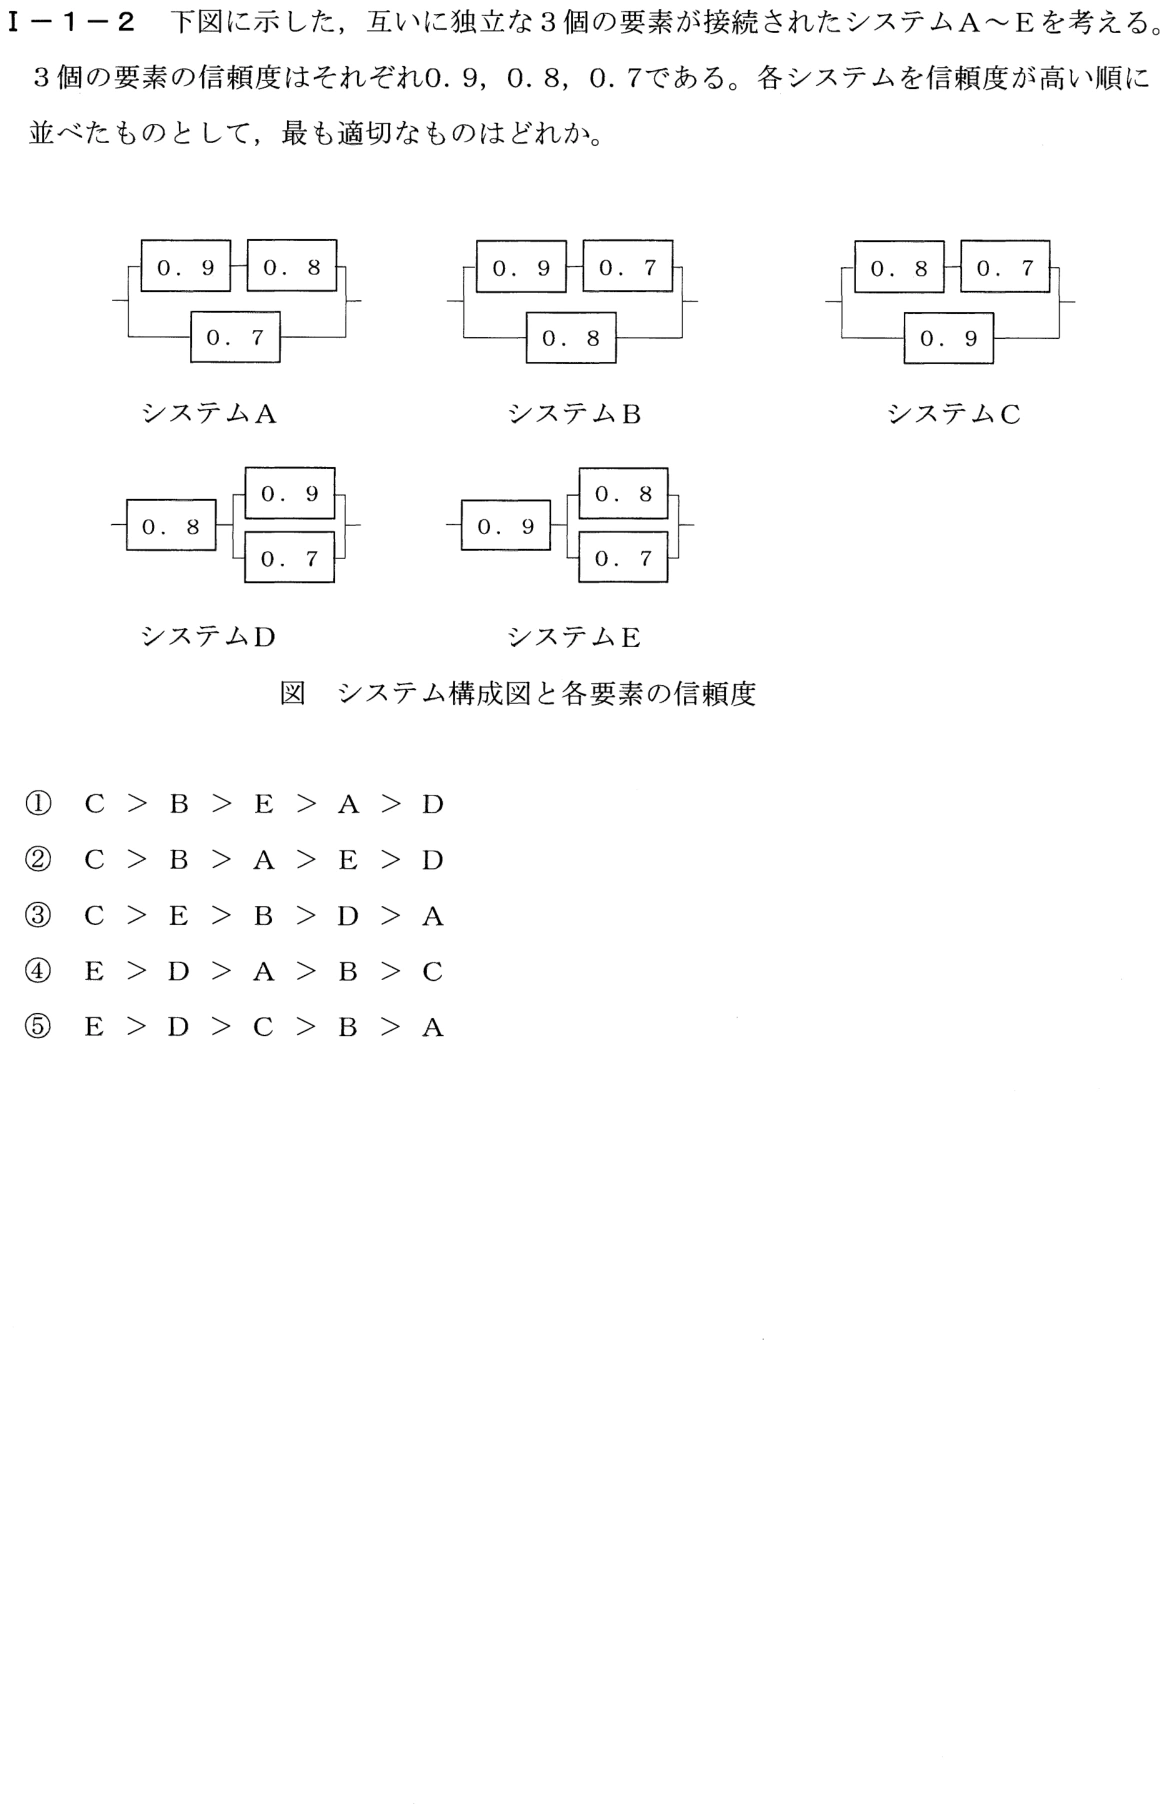 Ⅰ－１－２　下図に示した，互いに独立な３個の要素が接続されたシステムＡ～Ｅを考える。
３個の要素の信頼度はそれぞれ0．9，0．8，0．7である。各システムを信頼度が高い順に
並べたものとして，最も適切なものはどれか。
0．9　0．8　0．9　0．7　0．8　0．7
0．7　0．8　0．9
システムＡ　システムＢ　システムＣ
0．9　0．8
0．8　0．9
0．7　0．7
システムＤ　システムＥ
図　システム構成図と各要素の信頼度
①　Ｃ ＞ Ｂ ＞ Ｅ ＞ Ａ ＞ Ｄ
②　Ｃ ＞ Ｂ ＞ Ａ ＞ Ｅ ＞ Ｄ
③　Ｃ ＞ Ｅ ＞ Ｂ ＞ Ｄ ＞ Ａ
④　Ｅ ＞ Ｄ ＞ Ａ ＞ Ｂ ＞ Ｃ
⑤　Ｅ ＞ Ｄ ＞ Ｃ ＞ Ｂ ＞ Ａ